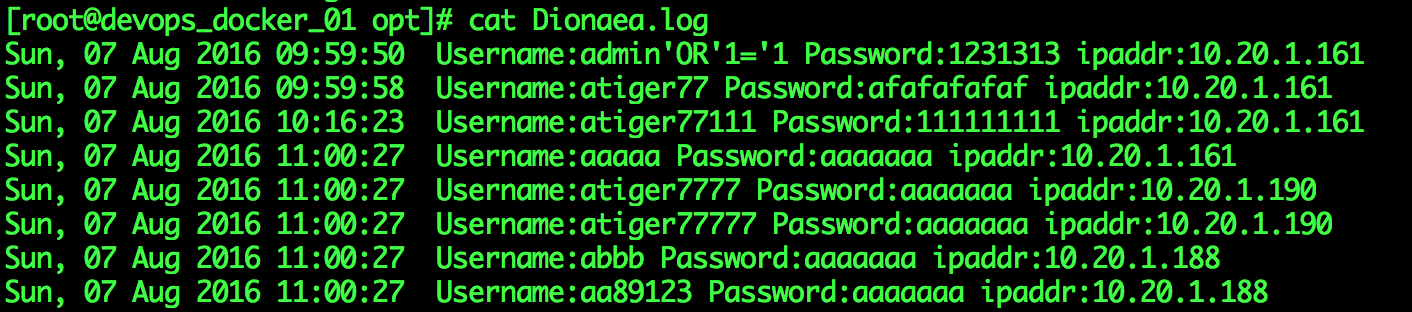 [root@devops_docker_01 opt]# cat Dionaea.log
Sun, 07 Aug 2016 09:59:50  Username:admin'OR'1='1 Password:1231313 ipaddr:10.20.1.161
Sun, 07 Aug 2016 09:59:58  Username:atiger77 Password:afafafafaf ipaddr:10.20.1.161
Sun, 07 Aug 2016 10:16:23  Username:atiger77111 Password:111111111 ipaddr:10.20.1.161
Sun, 07 Aug 2016 11:00:27  Username:aaaaa Password:aaaaaaa ipaddr:10.20.1.161
Sun, 07 Aug 2016 11:00:27  Username:atiger7777 Password:aaaaaaa ipaddr:10.20.1.190
Sun, 07 Aug 2016 11:00:27  Username:atiger77777 Password:aaaaaaa ipaddr:10.20.1.190
Sun, 07 Aug 2016 11:00:27  Username:abbb Password:aaaaaaa ipaddr:10.20.1.188
Sun, 07 Aug 2016 11:00:27  Username:aa89123 Password:aaaaaaa ipaddr:10.20.1.188